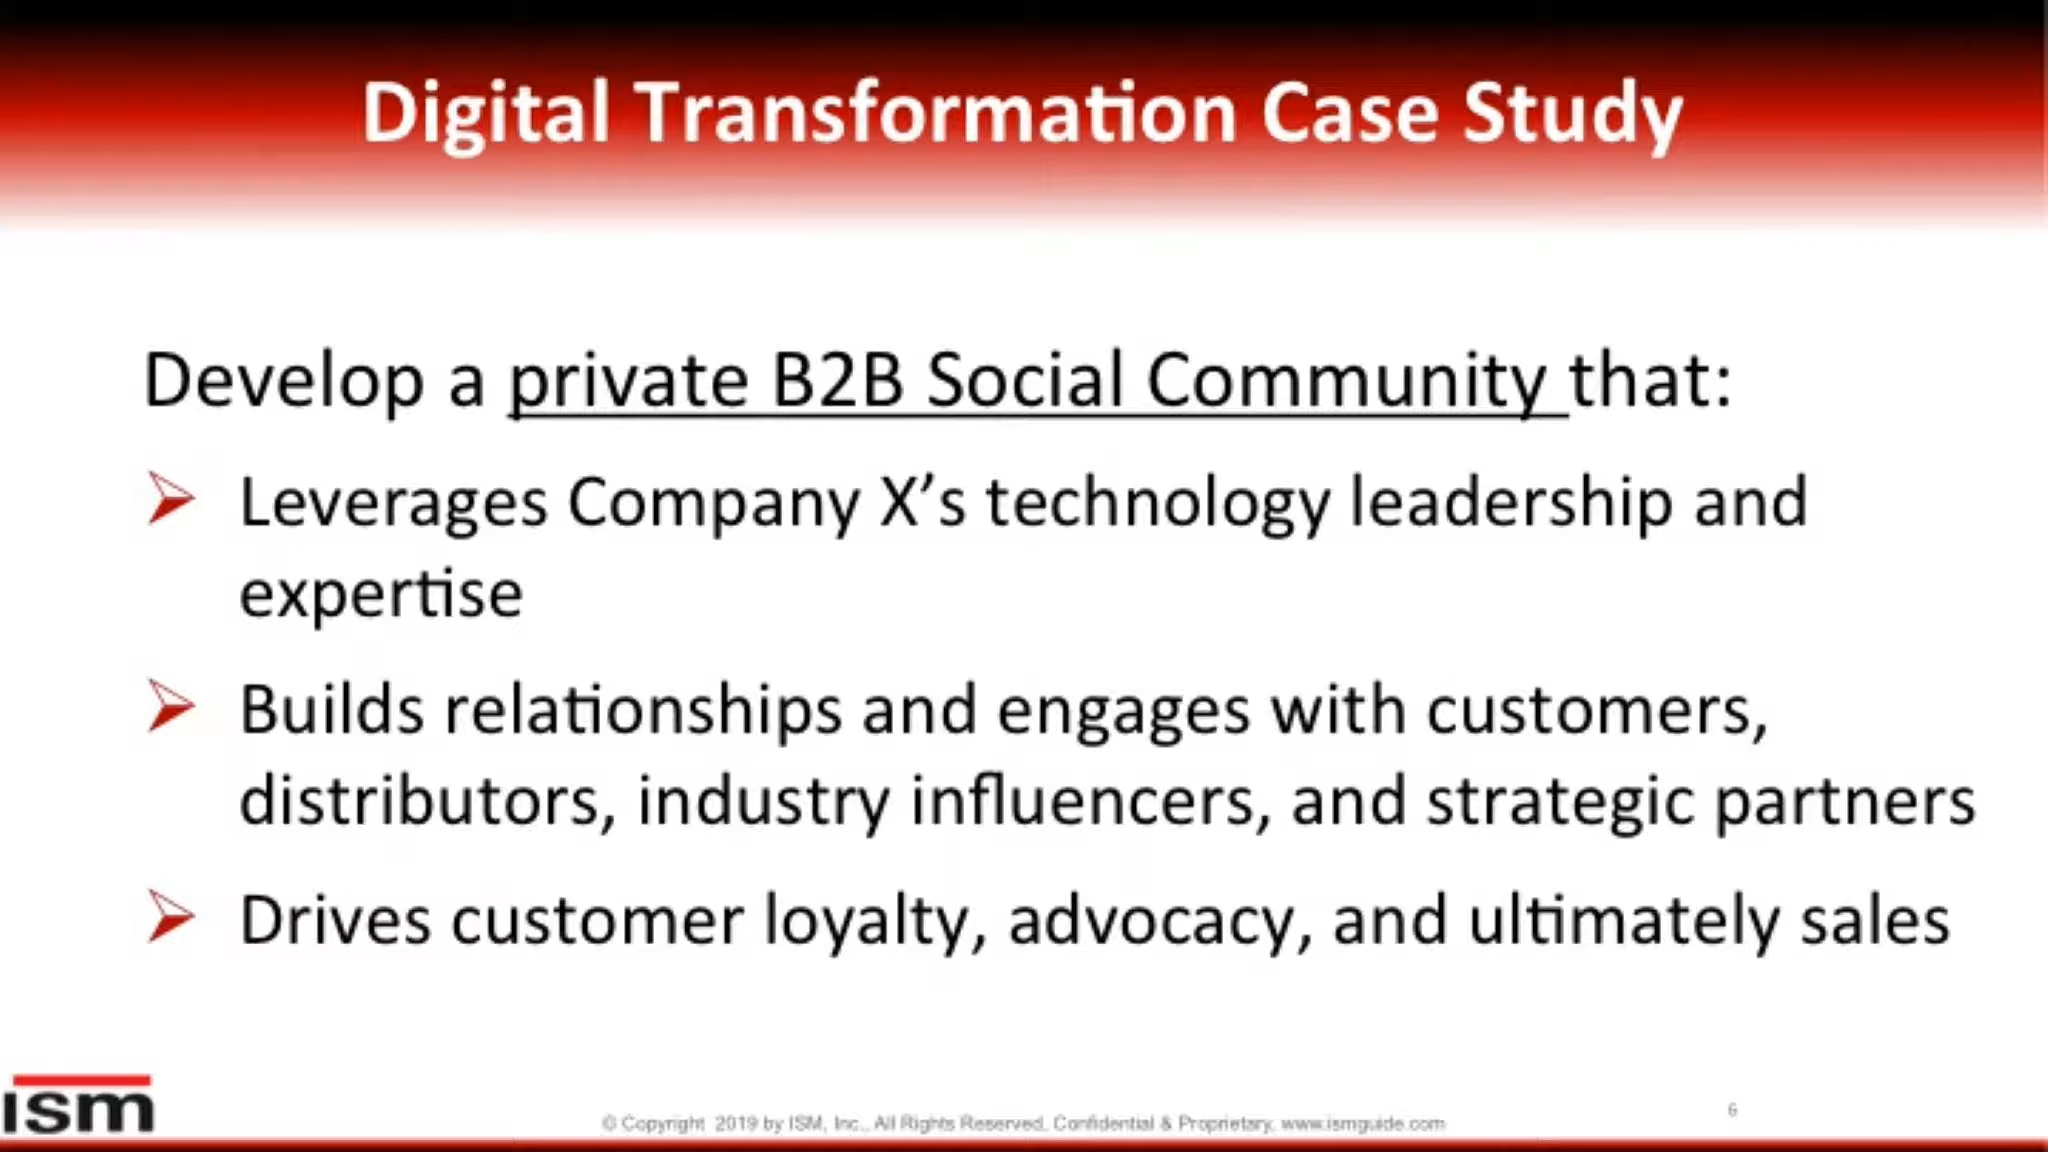 Digital Transformation Case Study
Develop a private B2B Social Community that:
➢ Leverages Company X’s technology leadership and
expertise
➢ Builds relationships and engages with customers,
distributors, industry influencers, and strategic partners
➢ Drives customer loyalty, advocacy, and ultimately sales
ism
© Copyright 2019 by ISM, Inc., All Rights Reserved, Confidential & Proprietary, www.ismguide.com
6